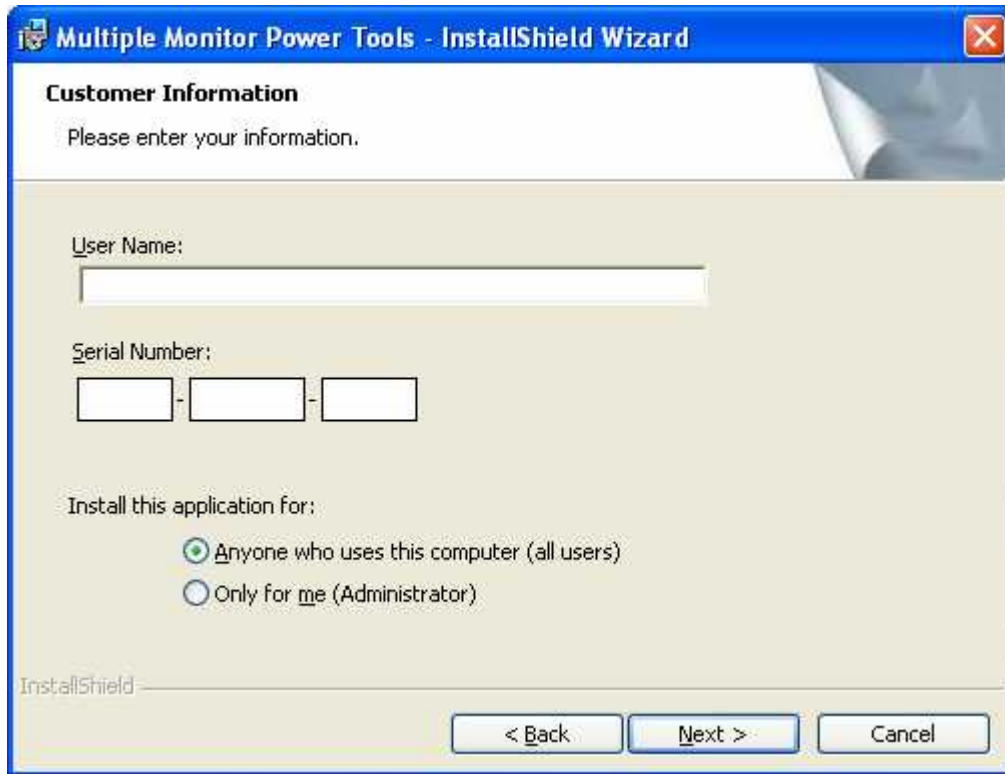 Multiple Monitor Power Tools - InstallShield Wizard
Customer Information
Please enter your information.
User Name:
Serial Number:
- -
Install this application for:
Anyone who uses this computer (all users)
Only for me (Administrator)
InstallShield
< Back Next > Cancel